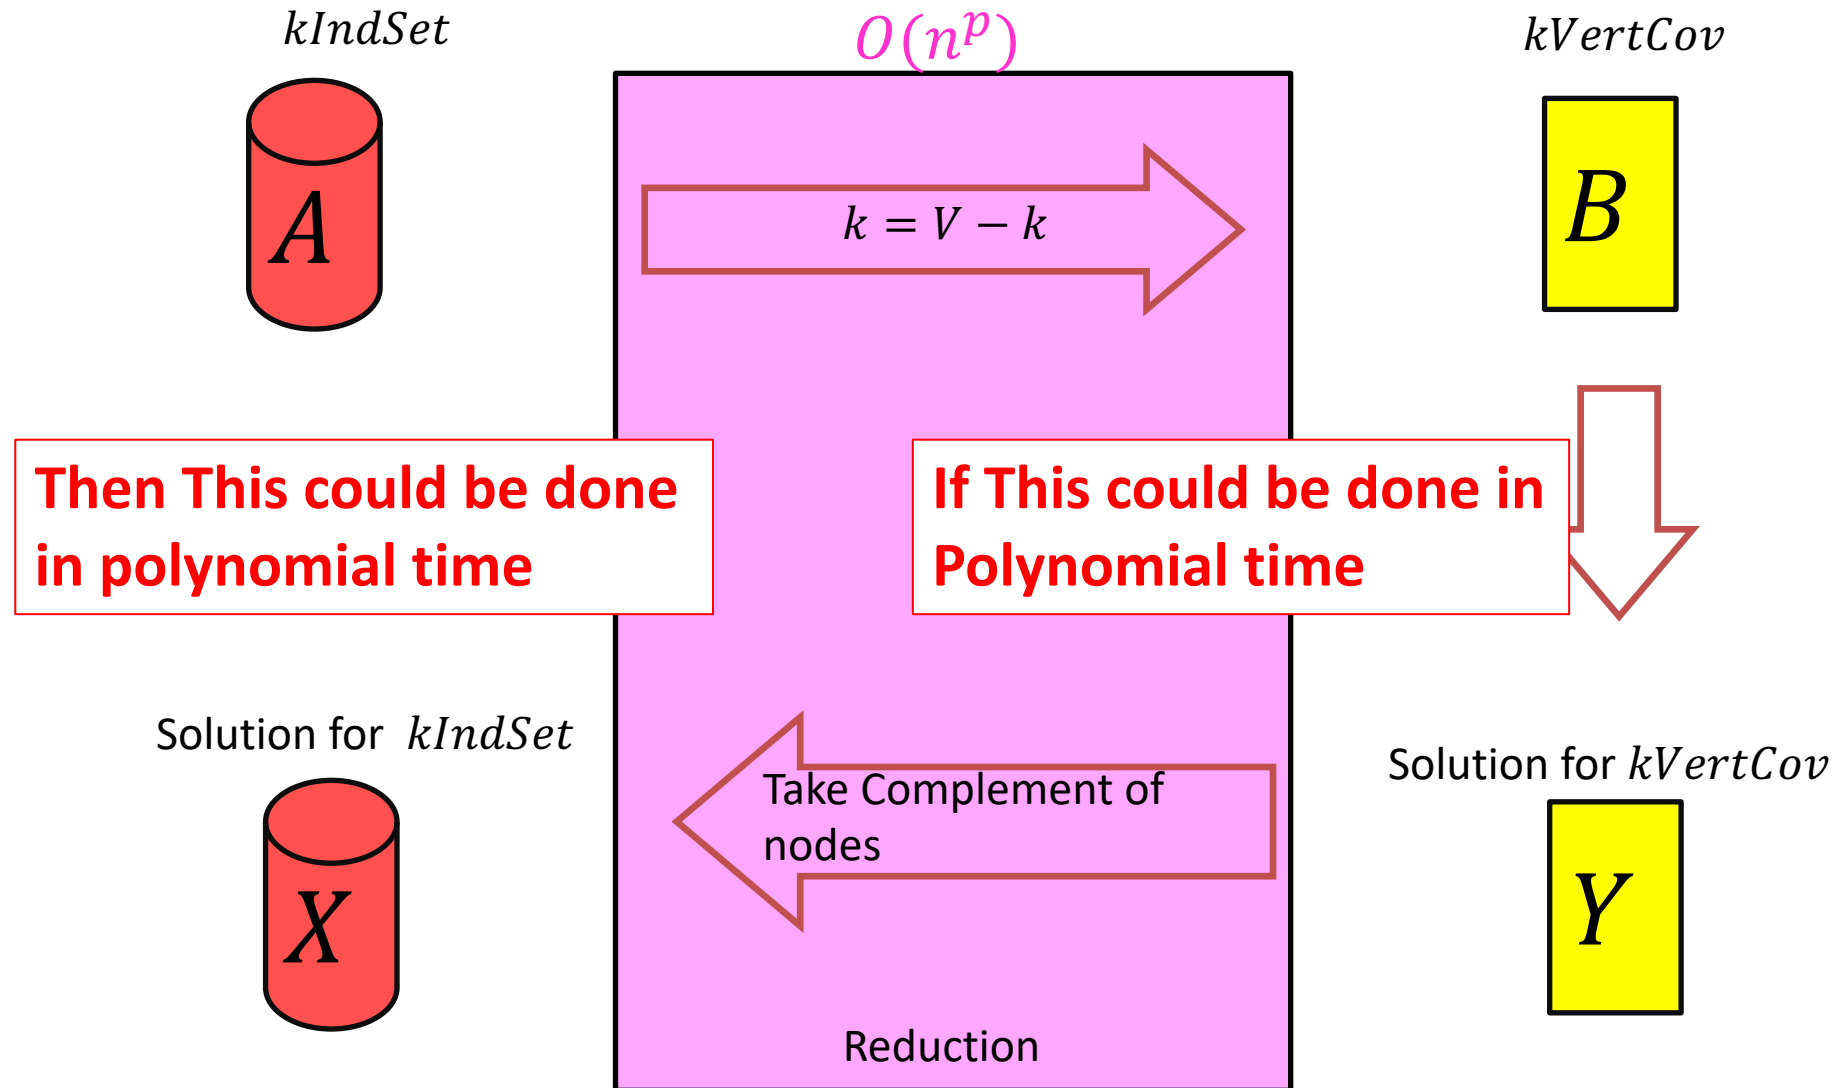 kIndSet
O(n^p)
kVertCov
A
k = V − k
B
Then This could be done
in polynomial time
If This could be done in
Polynomial time
Solution for kIndSet
Take Complement of
nodes
Solution for kVertCov
X
Y
Reduction